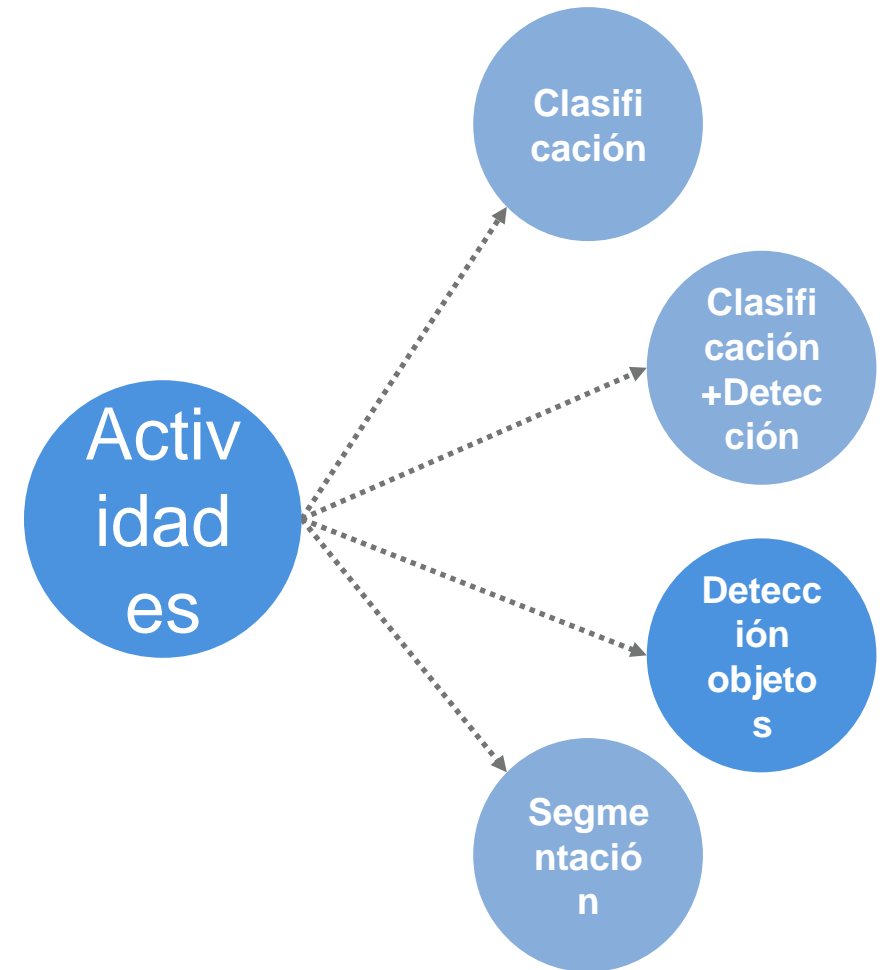 Clasifi
cación
Clasifi
cación
+Detec
ción
Activ
idad
es
Detecc
ión
objeto
s
Segme
ntació
n